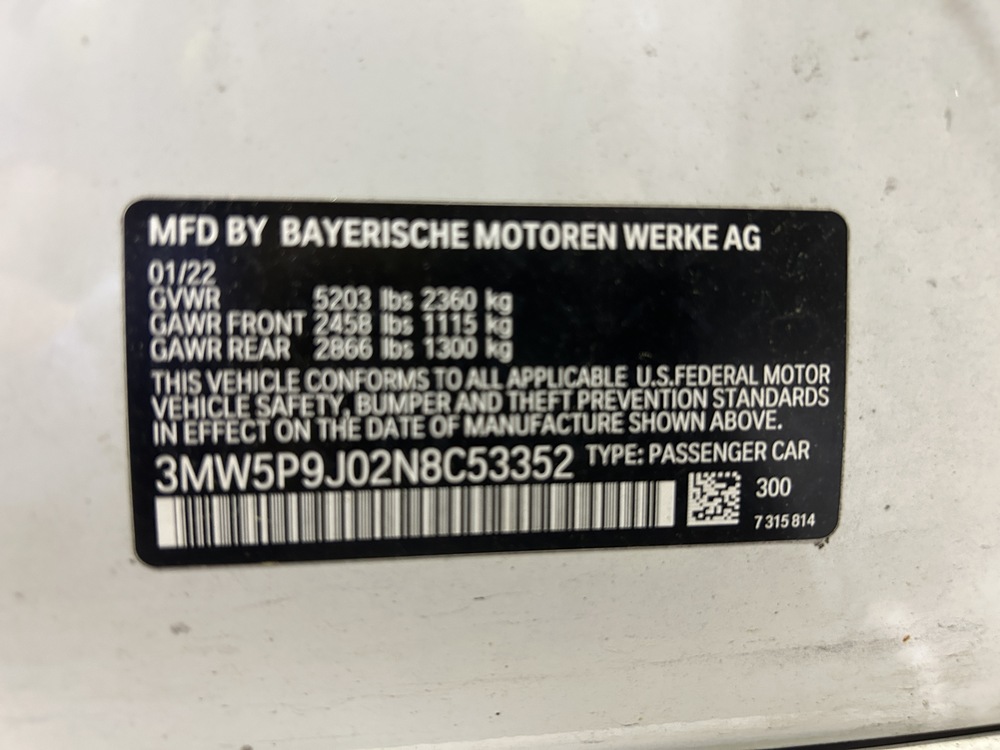 MFD BY BAYERISCHE MOTOREN WERKE AG
01/22
GVWR 5203 lbs 2360 kg
GAWR FRONT 2458 lbs 1115 kg
GAWR REAR 2866 lbs 1300 kg
THIS VEHICLE CONFORMS TO ALL APPLICABLE U.S.FEDERAL MOTOR
VEHICLE SAFETY, BUMPER AND THEFT PREVENTION STANDARDS
IN EFFECT ON THE DATE OF MANUFACTURE SHOWN ABOVE.
3MW5P9J02N8C53352 TYPE: PASSENGER CAR
300
7 315 814